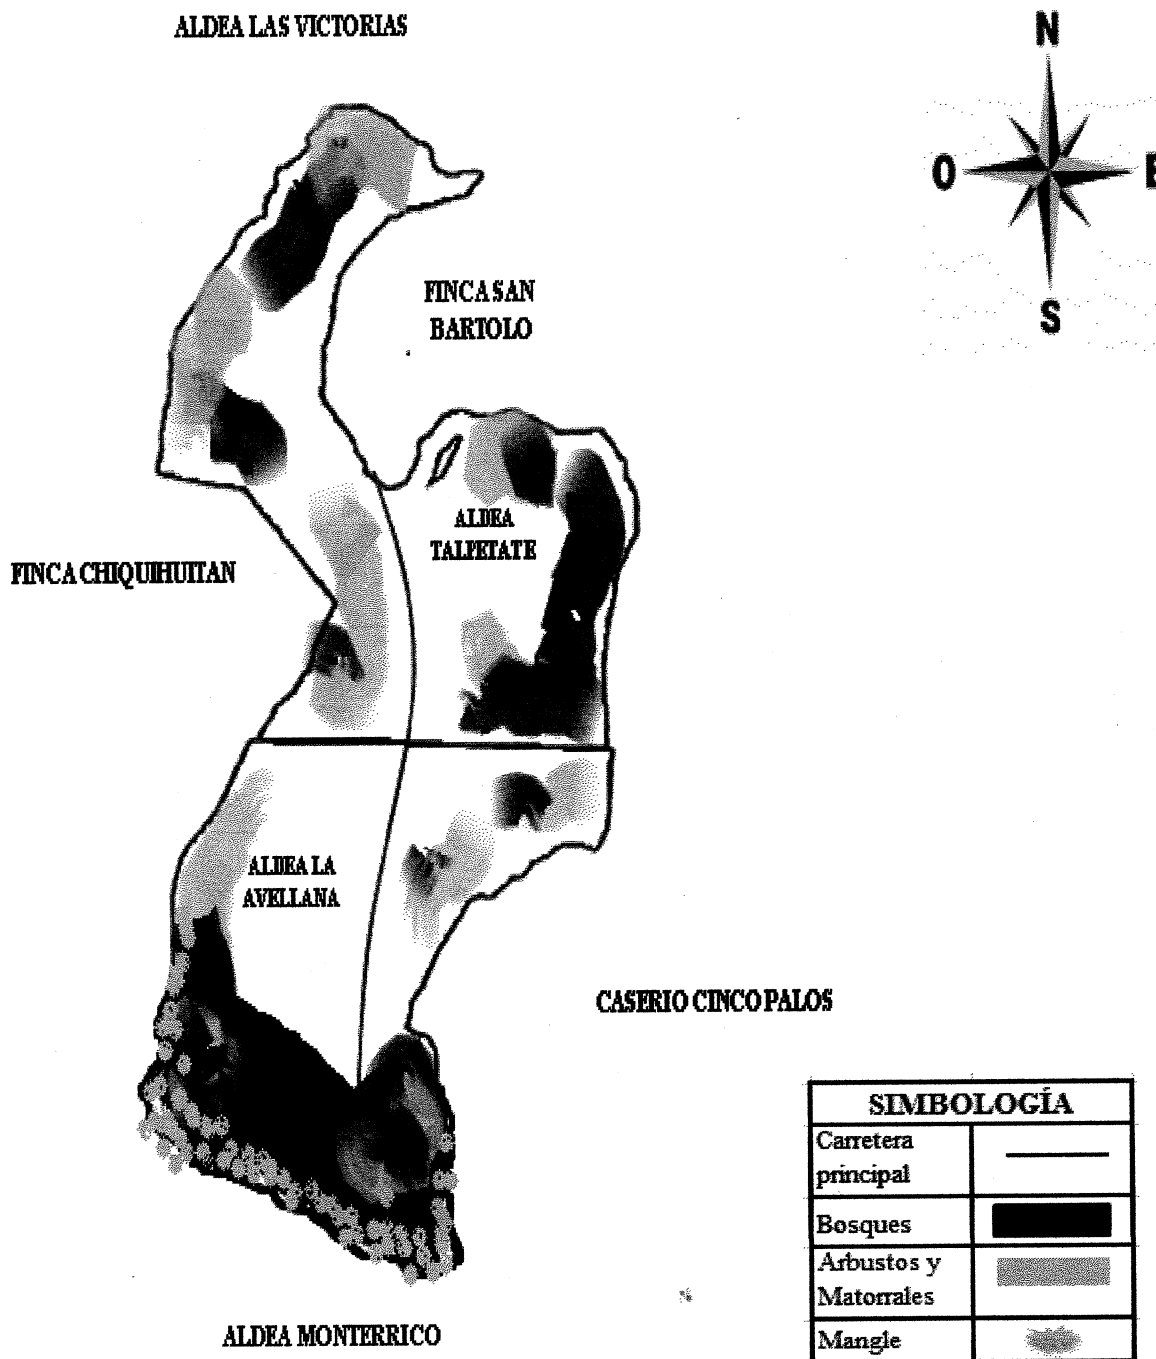 ALDEA LAS VICTORIAS
N
O
E
S
FINCA SAN
BARTOLO
ALDEA
TALPETATE
FINCA CHIQUIHUITAN
ALDEA LA
AVELLANA
CASERIO CINCO PALOS
SIMBOLOGÍA
Carretera
principal
Bosques
Arbustos y
Matorrales
Mangle
ALDEA MONTERRICO